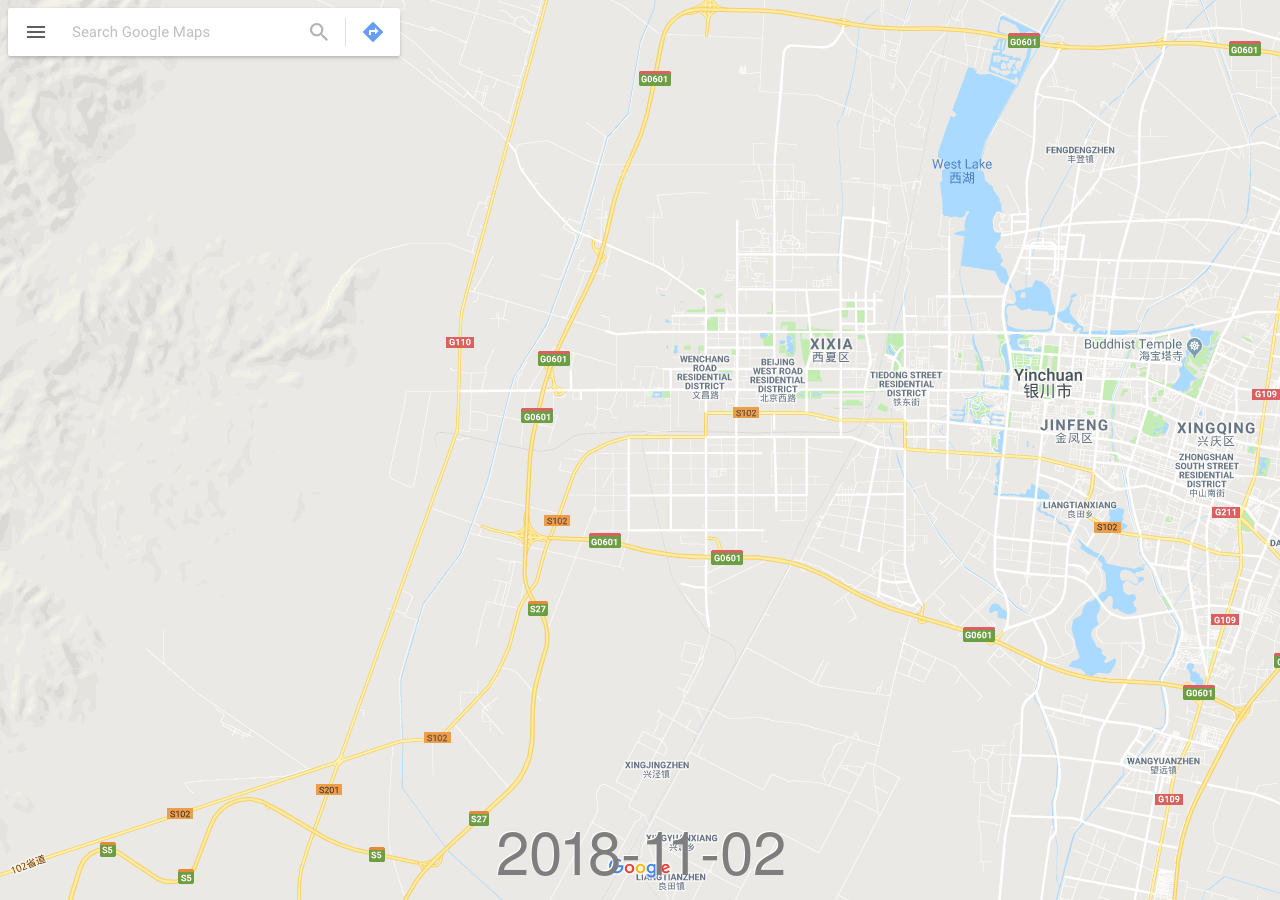 Search Google Maps
G0601
G0601
G0601
FENGDENGZHEN
丰登镇
West Lake
西湖
G110
XIXIA
西夏区
Buddhist Temple
海宝塔寺
G0601
WENCHANG
ROAD
RESIDENTIAL
DISTRICT
文昌路
BEIJING
WEST ROAD
RESIDENTIAL
DISTRICT
北京西路
TIEDONG STREET
RESIDENTIAL
DISTRICT
铁东街
Yinchuan
银川市
G109
G0601
S102
JINFENG
金凤区
XINGQING
兴庆区
ZHONGSHAN
SOUTH STREET
RESIDENTIAL
DISTRICT
中山南街
LIANGTIANXIANG
良田乡
G211
S102
S102
G0601
G0601
DA
S27
G109
G0601
G0601
S102
XINGJINGZHEN
兴泾镇
WANGYUANZHEN
望远镇
S201
G109
S102
S27
102省道
S5
S5
S5
2018-11-02
Google
LIANGTIANZHEN
良田镇